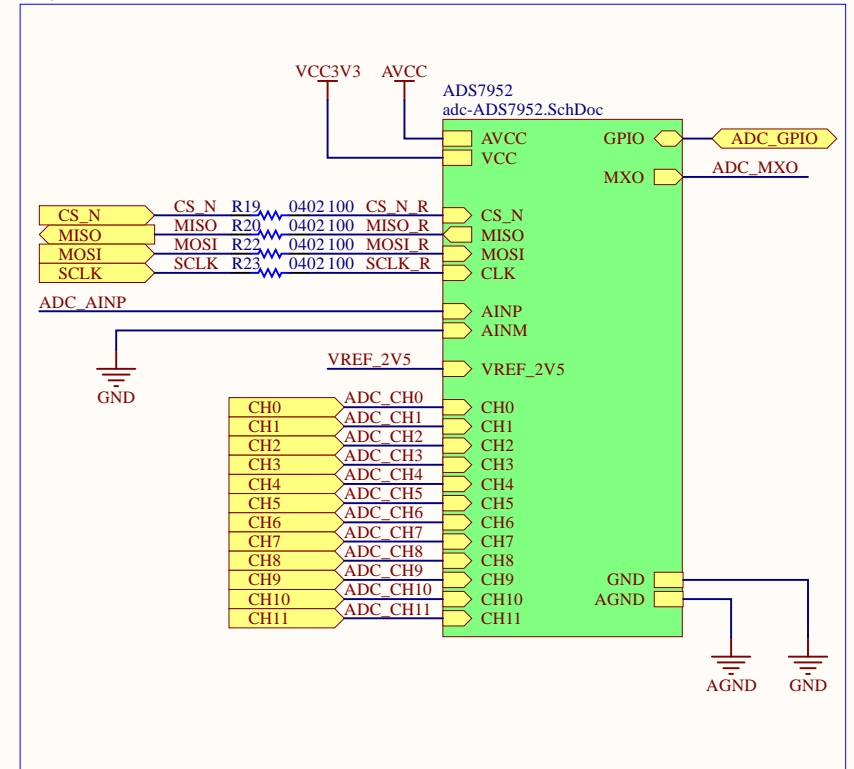 VCC3V3 AVCC
ADS7952
adc-ADS7952.SchDoc
AVCC GPIO ADC_GPIO
VCC
MXO ADC_MXO
CS_N CS_N R19 0402 100 CS_N_R CS_N
MISO MISO R20 0402 100 MISO_R MISO
MOSI MOSI R22 0402 100 MOSI_R MOSI
SCLK SCLK R23 0402 100 SCLK_R CLK
ADC_AINP AINP
AINM
VREF_2V5 VREF_2V5
GND
CH0 ADC_CH0 CH0
CH1 ADC_CH1 CH1
CH2 ADC_CH2 CH2
CH3 ADC_CH3 CH3
CH4 ADC_CH4 CH4
CH5 ADC_CH5 CH5
CH6 ADC_CH6 CH6
CH7 ADC_CH7 CH7
CH8 ADC_CH8 CH8
CH9 ADC_CH9 CH9 GND
CH10 ADC_CH10 CH10 AGND
CH11 ADC_CH11 CH11
AGND GND